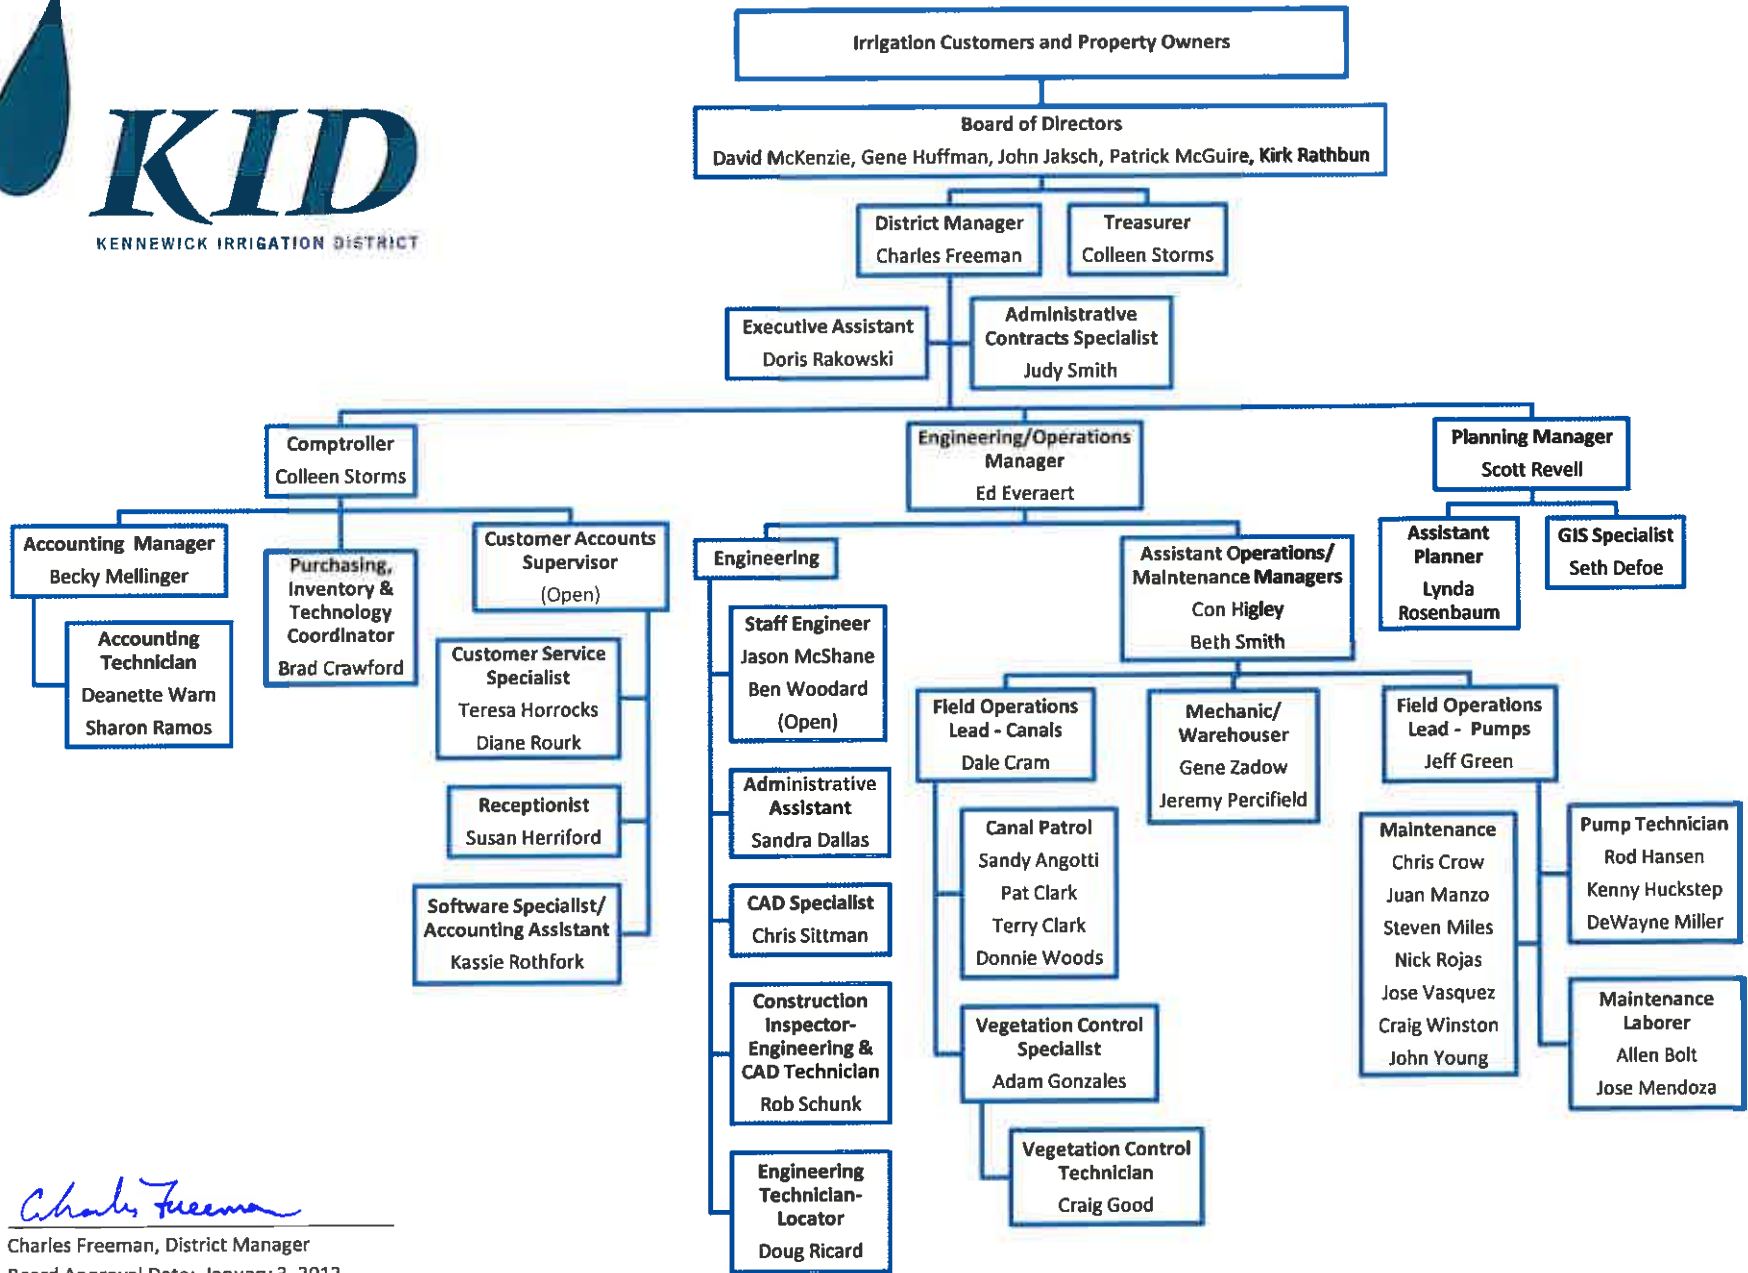 Irrigation Customers and Property Owners
Board of Directors
David McKenzie, Gene Huffman, John Jaksch, Patrick McGuire, Kirk Rathbun
KID
KENNEWICK IRRIGATION DISTRICT
District Manager
Charles Freeman
Treasurer
Colleen Storms
Executive Assistant
Doris Rakowski
Administrative
Contracts Specialist
Judy Smith
Comptroller
Colleen Storms
Engineering/Operations
Manager
Ed Everaert
Planning Manager
Scott Revell
Accounting Manager
Becky Mellinger
Accounting
Technician
Deanette Warn
Sharon Ramos
Purchasing,
Inventory &
Technology
Coordinator
Brad Crawford
Customer Accounts
Supervisor
(Open)
Customer Service
Specialist
Teresa Horrocks
Diane Rourk
Receptionist
Susan Herriford
Software Specialist/
Accounting Assistant
Kassie Rothfork
Engineering
Staff Engineer
Jason McShane
Ben Woodard
(Open)
Administrative
Assistant
Sandra Dallas
CAD Specialist
Chris Sittman
Construction
Inspector-
Engineering &
CAD Technician
Rob Schunk
Engineering
Technician-
Locator
Doug Ricard
Assistant Operations/
Maintenance Managers
Con Higley
Beth Smith
Field Operations
Lead - Canals
Dale Cram
Canal Patrol
Sandy Angotti
Pat Clark
Terry Clark
Donnie Woods
Vegetation Control
Specialist
Adam Gonzales
Vegetation Control
Technician
Craig Good
Mechanic/
Warehouser
Gene Zadow
Jeremy Percifield
Field Operations
Lead - Pumps
Jeff Green
Maintenance
Chris Crow
Juan Manzo
Steven Miles
Nick Rojas
Jose Vasquez
Craig Winston
John Young
Pump Technician
Rod Hansen
Kenny Huckstep
DeWayne Miller
Maintenance
Laborer
Allen Bolt
Jose Mendoza
Assistant
Planner
Lynda
Rosenbaum
GIS Specialist
Seth Defoe
Charles Freeman
Charles Freeman, District Manager
Board Approval Date: January 3, 2012